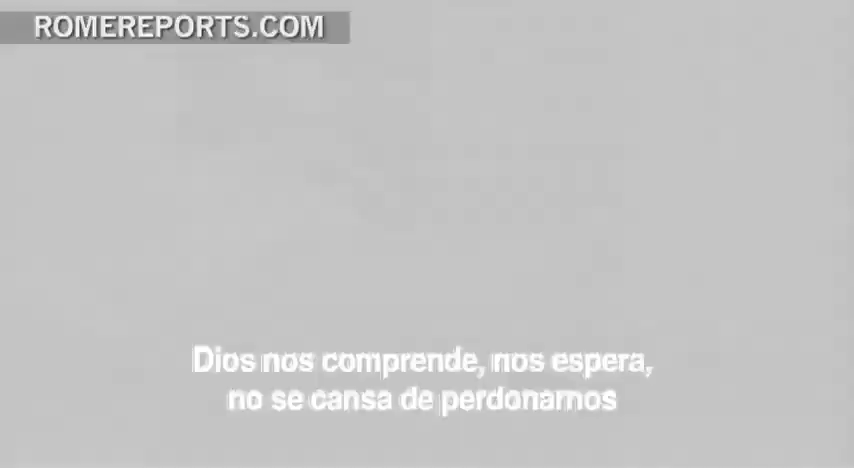 ROMEREPORTS.COM
Dios nos comprende, nos espera,
no se cansa de perdonarnos